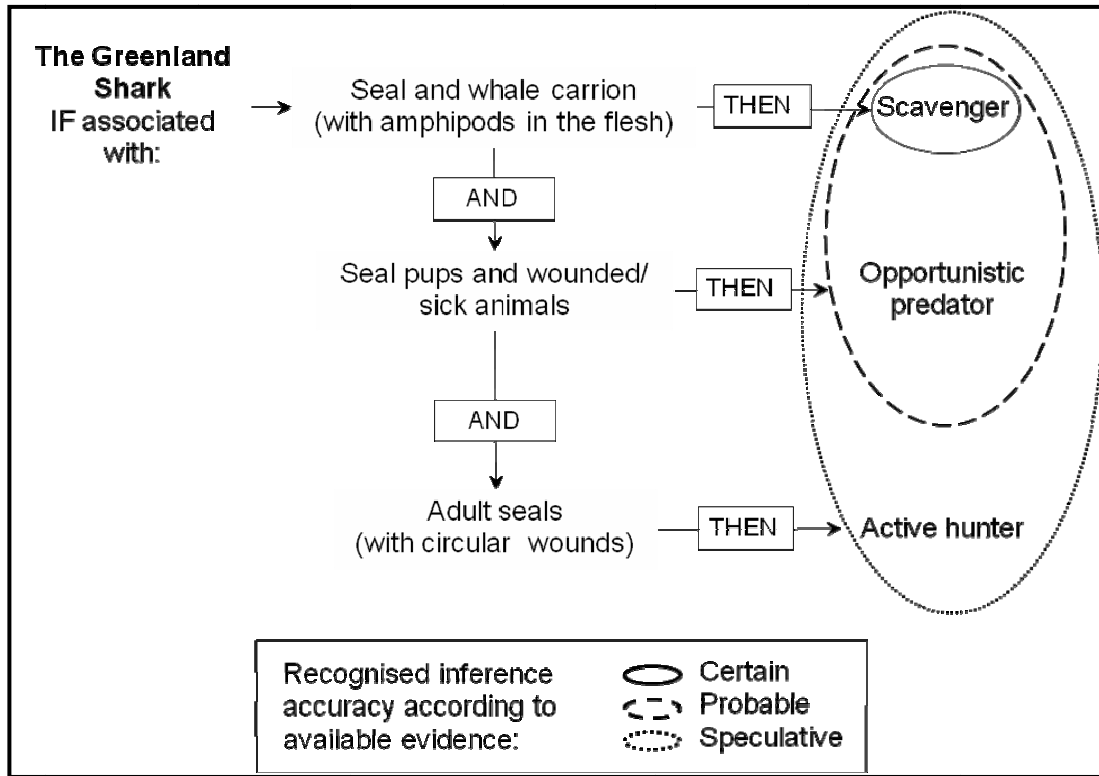 The Greenland
Shark
IF associated
with:
Seal and whale carrion
(with amphipods in the flesh)
THEN
Scavenger
AND
Seal pups and wounded/
sick animals
THEN
Opportunistic
predator
AND
Adult seals
(with circular wounds)
THEN
Active hunter
Recognised inference
accuracy according to
available evidence:
Certain
Probable
Speculative